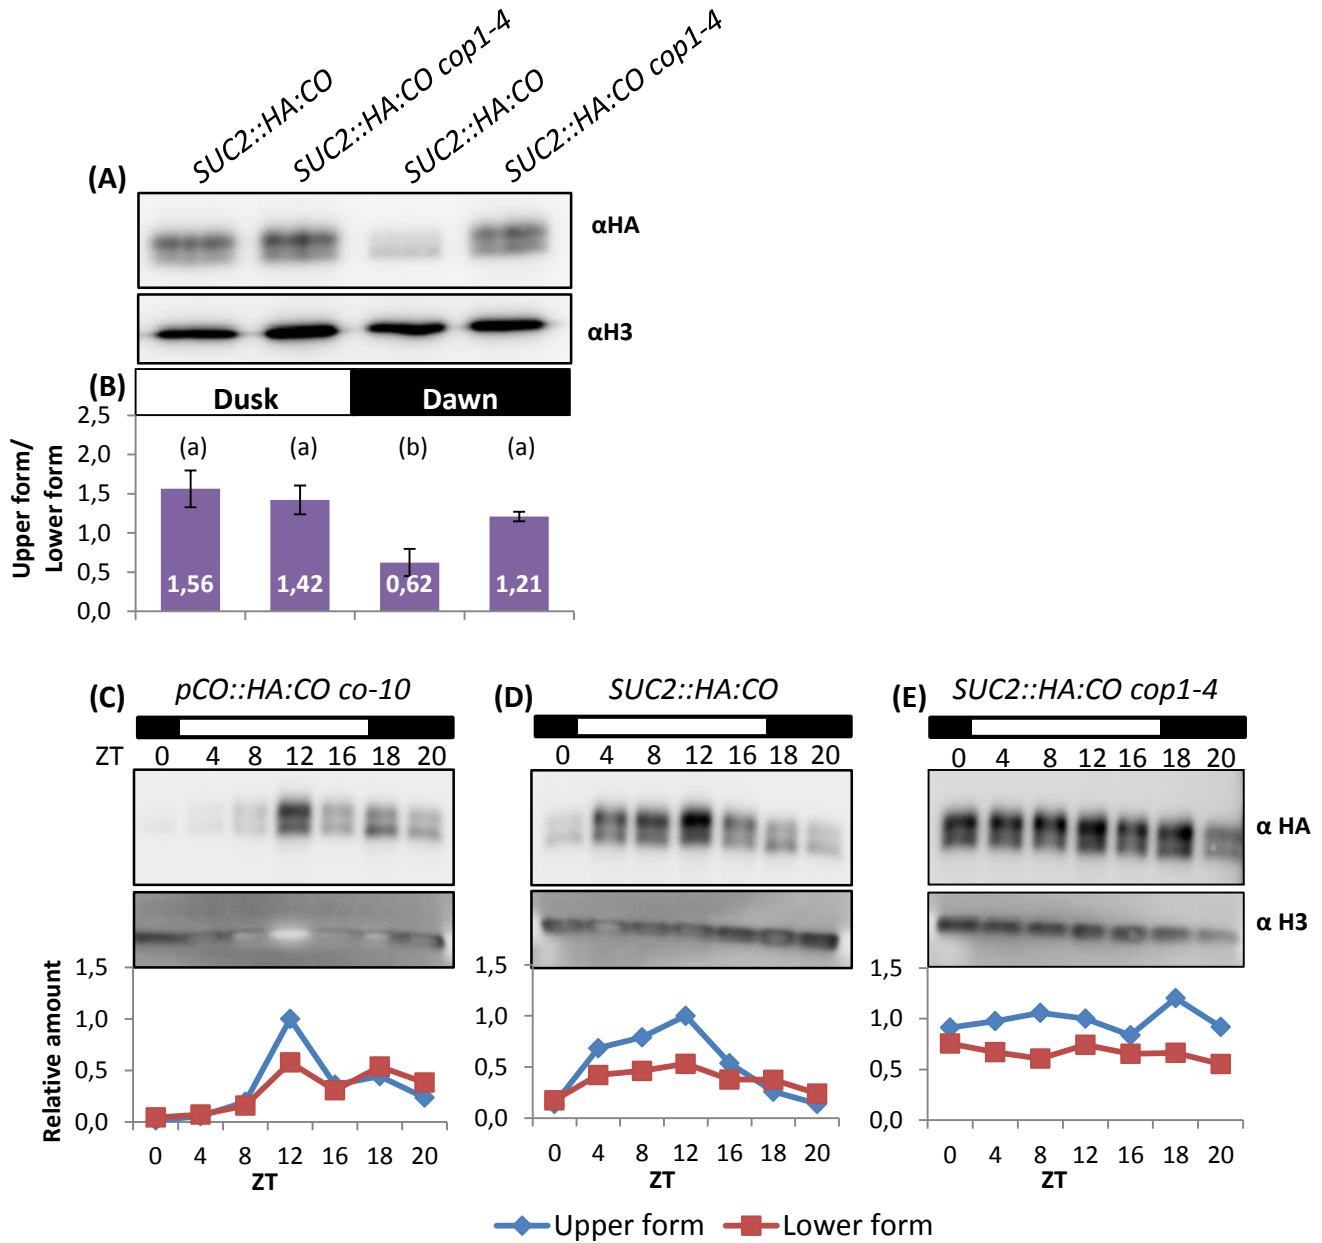 SUC2::HA:CO
SUC2::HA:CO cop1-4
SUC2::HA:CO
SUC2::HA:CO cop1-4
(A)
αHA
αH3
(B)
Dusk
Dawn
Upper form/
Lower form
2,5
2,0
1,5
1,0
0,5
0,0
(a)
(a)
(b)
(a)
1,56
1,42
0,62
1,21
(C)
pCO::HA:CO co-10
ZT
0 4 8 12 16 18 20
Relative amount
1,5
1,0
0,5
0,0
0 4 8 12 16 18 20
ZT
(D)
SUC2::HA:CO
0 4 8 12 16 18 20
1,5
1,0
0,5
0,0
0 4 8 12 16 18 20
ZT
(E)
SUC2::HA:CO cop1-4
0 4 8 12 16 18 20
α HA
α H3
1,5
1,0
0,5
0,0
0 4 8 12 16 18 20
ZT
Upper form
Lower form